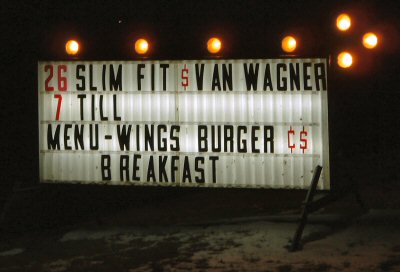 26 SLIM FIT $ VAN WAGNER
7 TILL
MENU-WINGS BURGER ¢$
BREAKFAST